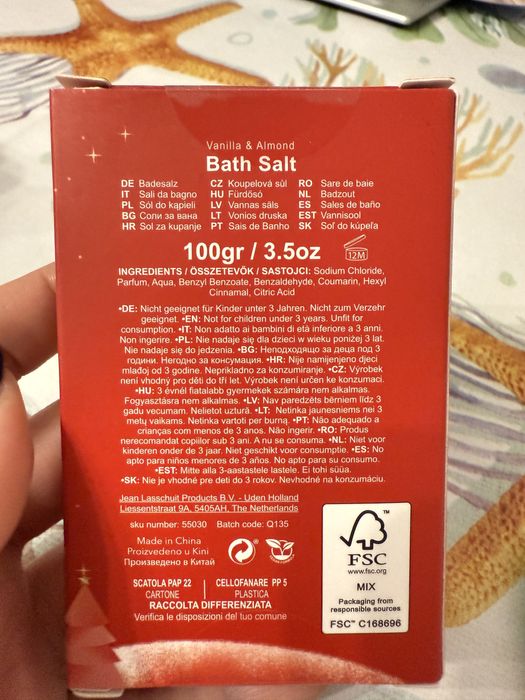 Vanilla & Almond
Bath Salt
DE Badesalz CZ Koupelová sůl RO Sare de baie
IT Sali da bagno HU Fürdősó NL Badzout
PL Sól do kąpieli LV Vannas sāls ES Sales de baño
BG Соли за вана LT Vonios druska EST Vannisool
HR Sol za kupanje PT Sais de Banho SK Soľ do kúpeľa
100gr / 3.5oz 12M
INGREDIENTS / ÖSSZETEVŐK / SASTOJCI: Sodium Chloride,
Parfum, Aqua, Benzyl Benzoate, Benzaldehyde, Coumarin, Hexyl
Cinnamal, Citric Acid
•DE: Nicht geeignet für Kinder unter 3 Jahren. Nicht zum Verzehr
geeignet. •EN: Not for children under 3 years. Unfit for
consumption. •IT: Non adatto ai bambini di età inferiore a 3 anni.
Non ingerire. •PL: Nie nadaje się dla dzieci w wieku poniżej 3 lat.
Nie nadaje się do jedzenia. •BG: Неподходящо за деца под 3
години. Негодно за консумация. •HR: Nije namijenjeno djeci
mlađoj od 3 godine. Neprikladno za konzumiranje. •CZ: Výrobek
není vhodný pro děti do tří let. Výrobek není určen ke konzumaci.
•HU: 3 évnél fiatalabb gyermekek számára nem alkalmas.
Fogyasztásra nem alkalmas. •LV: Nav paredzēts bērniem līdz 3
gadu vecumam. Nelietot uzturā. •LT: Netinka jaunesniems nei 3
metų vaikams. Netinka vartoti per burną. •PT: Não adequado a
crianças com menos de 3 anos. Não ingerir. •RO: Produs
nerecomandat copiilor sub 3 ani. A nu se consuma. •NL: Niet voor
kinderen onder de 3 jaar. Niet geschikt voor consumptie. •ES: No
apto para niños menores de 3 años. No apto para su consumo.
•EST: Mitte alla 3-aastastele lastele. Ei tohi süüa.
•SK: Nie je vhodné pre deti do 3 rokov. Nevhodné na konzumáciu.
Jean Lasschuit Products B.V. - Uden Holland
Liessentstraat 9A, 5405AH, The Netherlands
sku number: 55030 Batch code: Q135
Made in China
Proizvedeno u Kini
Произведено в Китай
SCATOLA PAP 22 CELLOFANARE PP 5
CARTONE PLASTICA
RACCOLTA DIFFERENZIATA
Verifica le disposizioni del tuo comune
FSC
www.fsc.org
MIX
Packaging from
responsible sources
FSC™ C168696